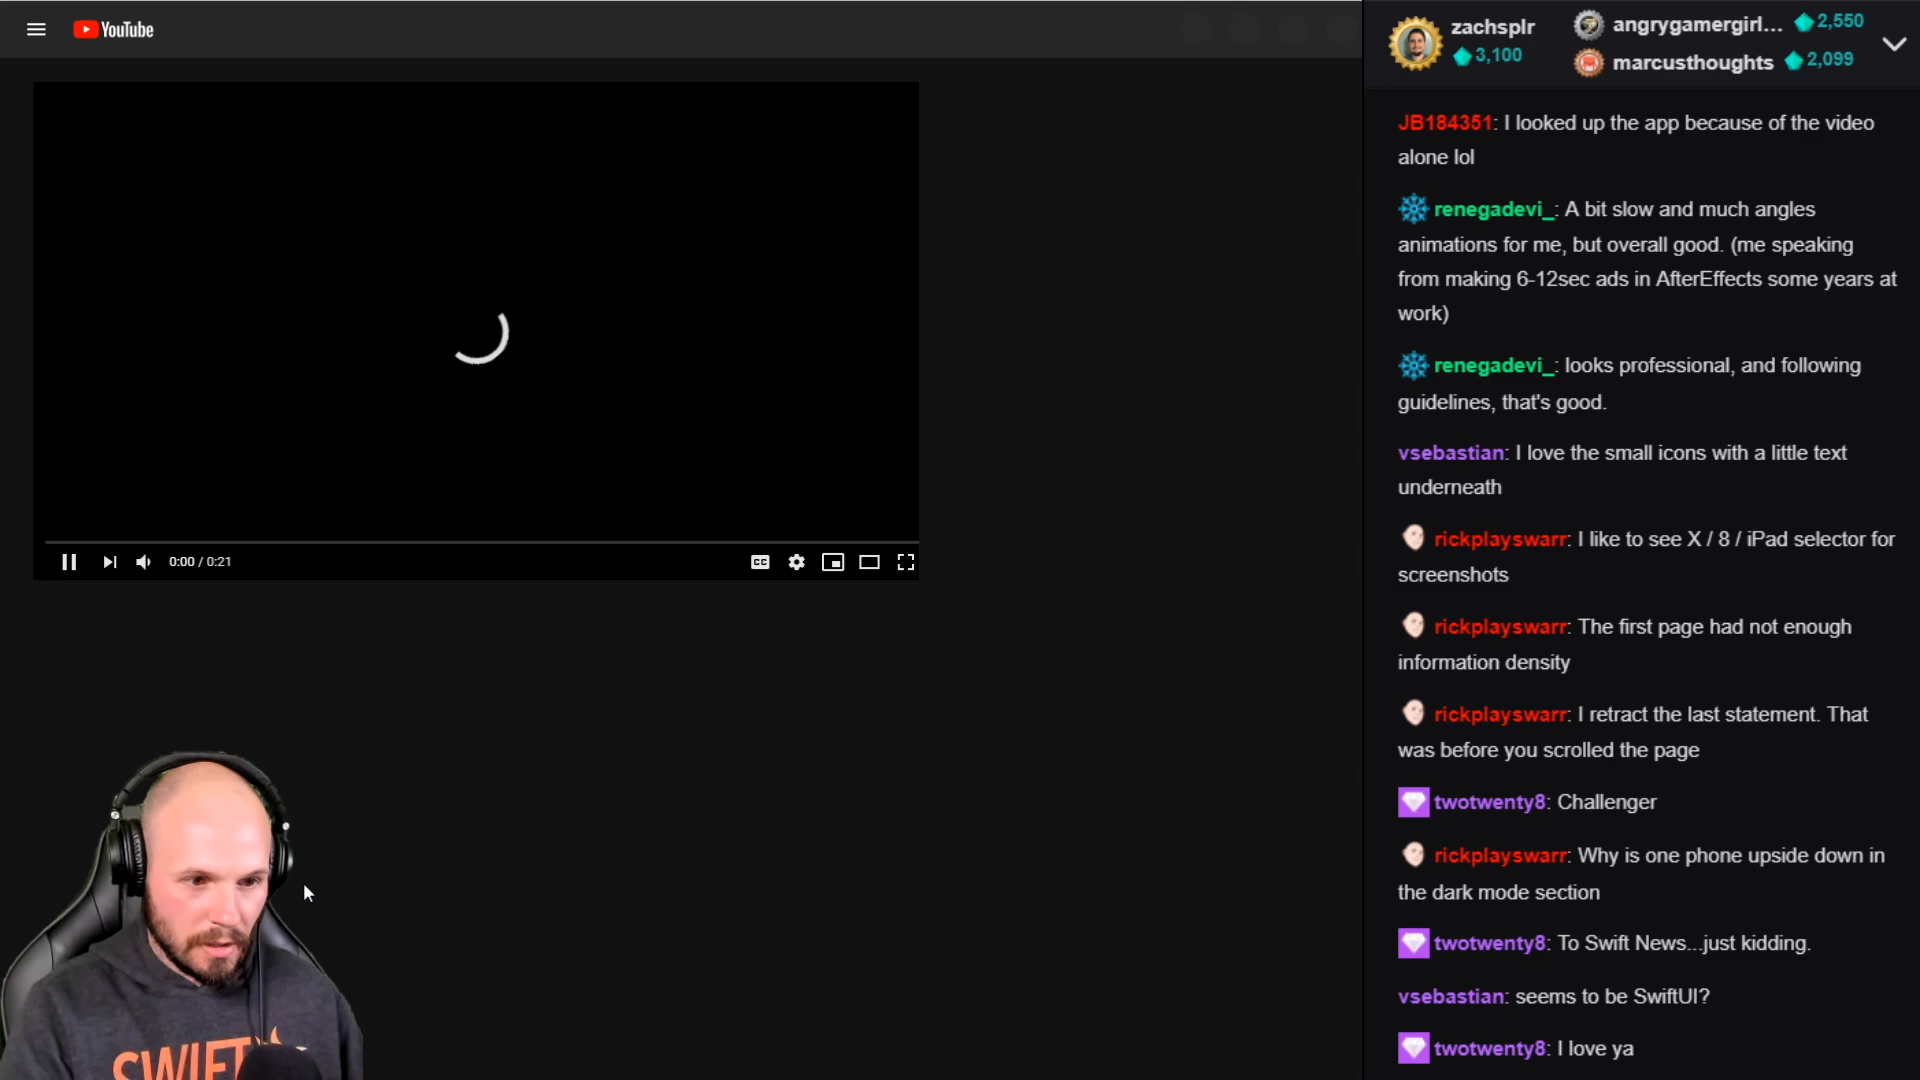 YouTube
0:00 / 0:21
CC
SWIFT
zachsplr
3,100
angrygamergirl... 2,550
marcusthoughts 2,099
JB184351: I looked up the app because of the video
alone lol
renegadevi_: A bit slow and much angles
animations for me, but overall good. (me speaking
from making 6-12sec ads in AfterEffects some years at
work)
renegadevi_: looks professional, and following
guidelines, that's good.
vsebastian: I love the small icons with a little text
underneath
rickplayswarr: I like to see X / 8 / iPad selector for
screenshots
rickplayswarr: The first page had not enough
information density
rickplayswarr: I retract the last statement. That
was before you scrolled the page
twotwenty8: Challenger
rickplayswarr: Why is one phone upside down in
the dark mode section
twotwenty8: To Swift News...just kidding.
vsebastian: seems to be SwiftUI?
twotwenty8: I love ya